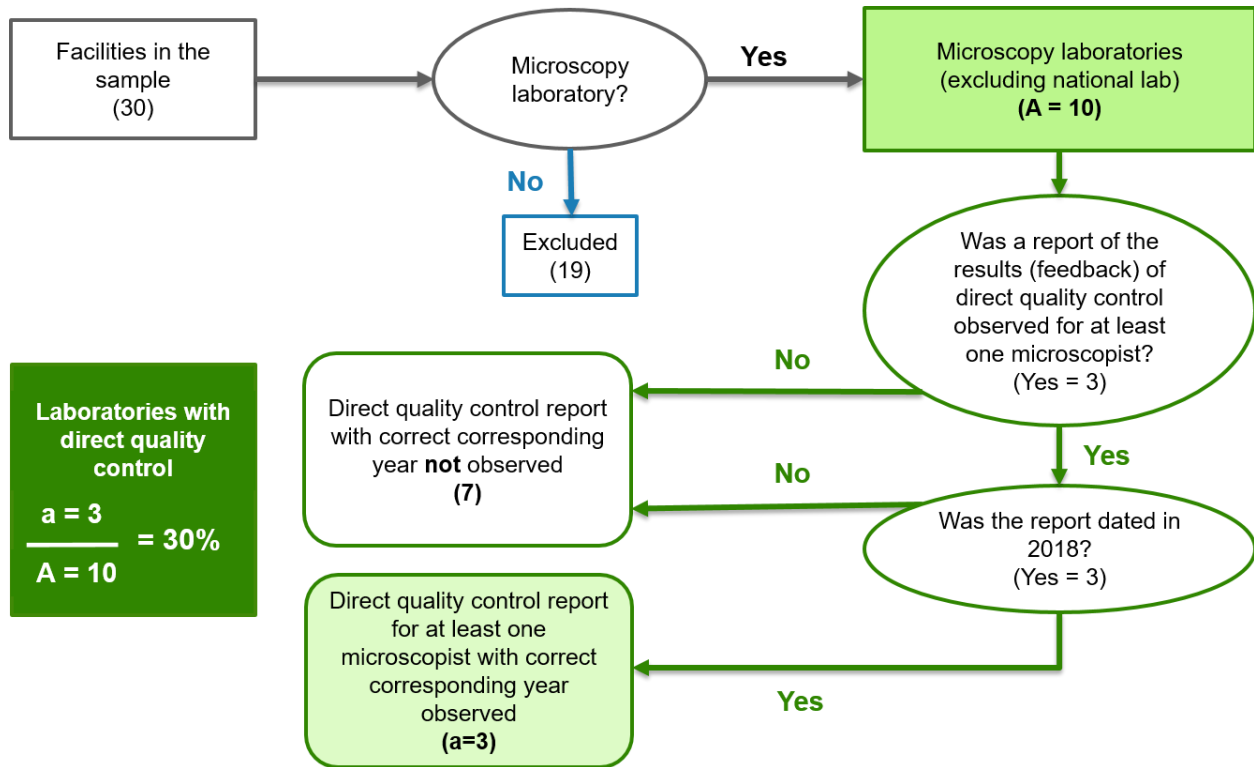 Facilities in the
sample
(30)
Microscopy
laboratory?
Yes
Microscopy laboratories
(excluding national lab)
(A = 10)
No
Excluded
(19)
Was a report of the
results (feedback) of
direct quality control
observed for at least
one microscopist?
(Yes = 3)
No
Yes
Direct quality control report
with correct corresponding
year not observed
(7)
No
Was the report dated in
2018?
(Yes = 3)
Yes
Direct quality control report
for at least one
microscopist with correct
corresponding year
observed
(a=3)
Laboratories with
direct quality
control
a = 3
= 30%
A = 10